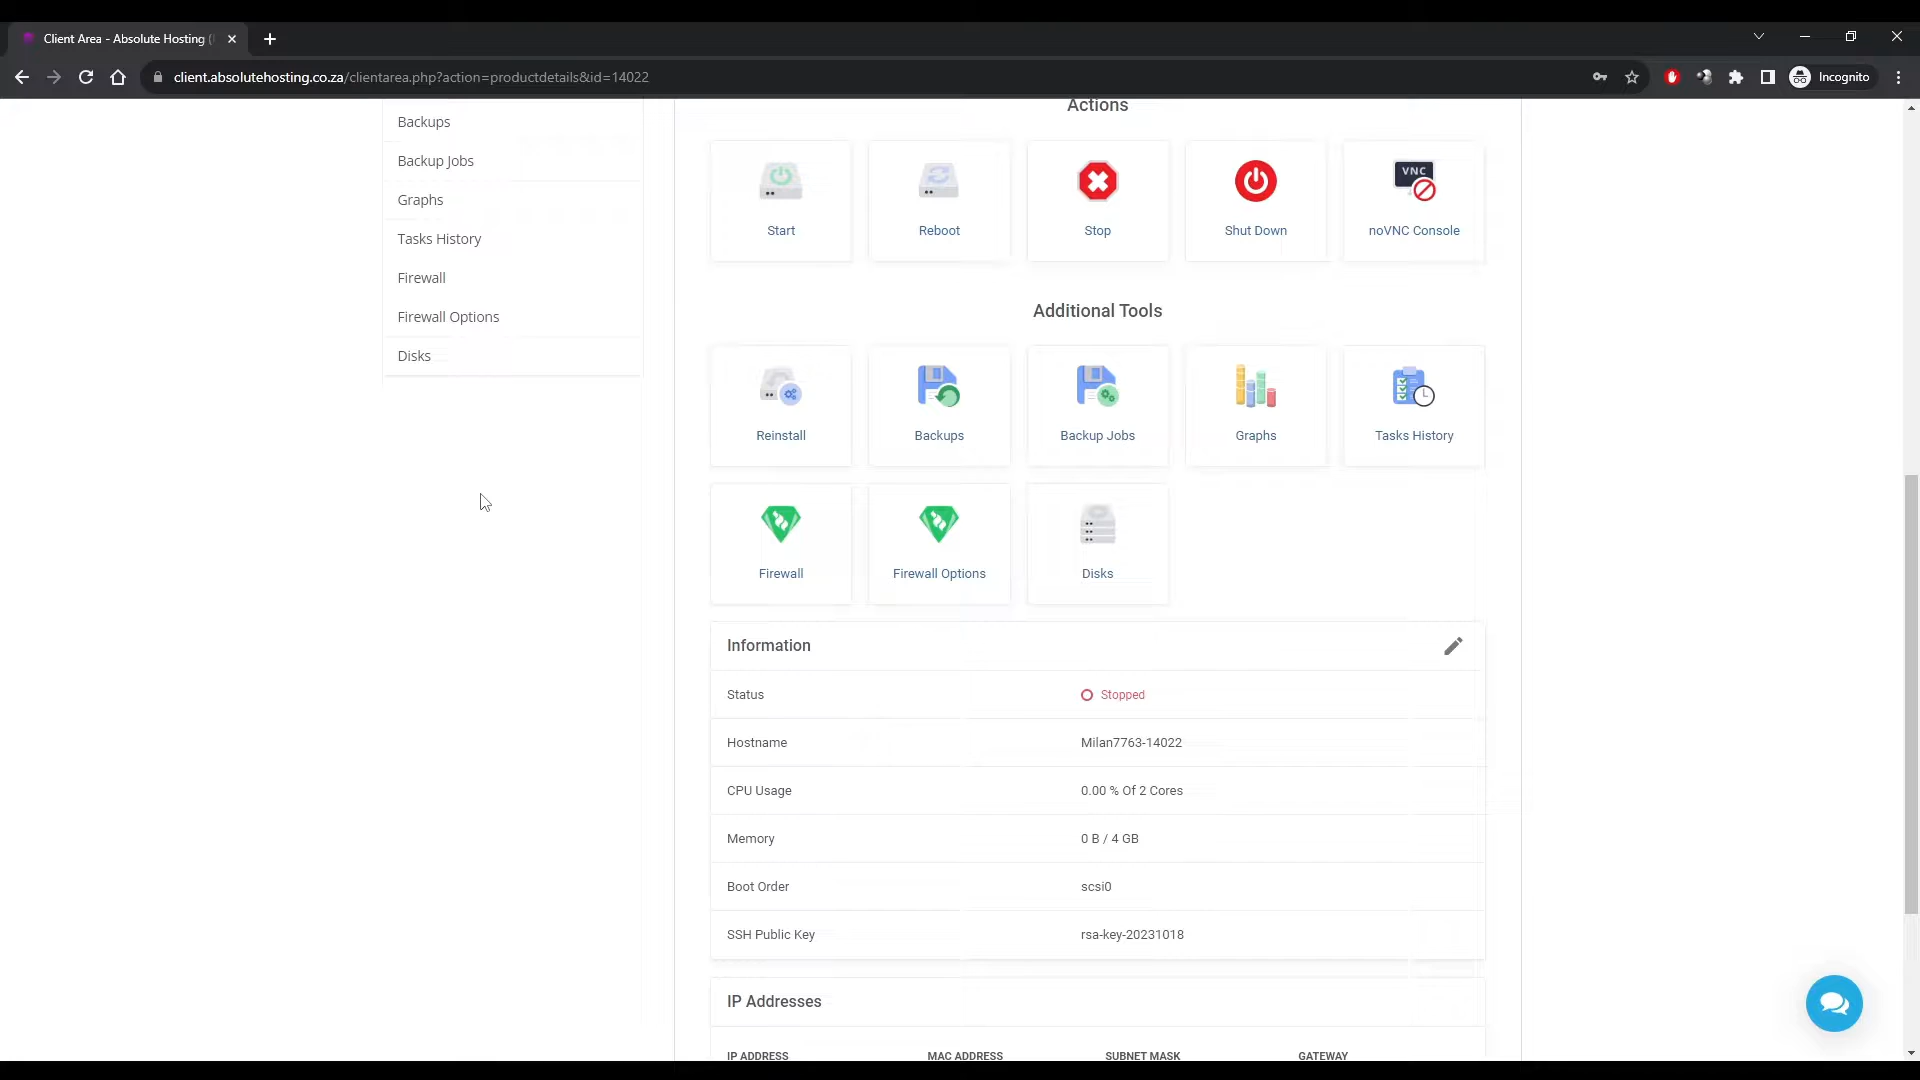 Client Area - Absolute Hosting (
client.absolutehosting.co.za/clientarea.php?action=productdetails&id=14022
Incognito
Backups
Backup Jobs
Graphs
Tasks History
Firewall
Firewall Options
Disks
Actions
Start
Reboot
Stop
Shut Down
VNC
noVNC Console
Additional Tools
Reinstall
Backups
Backup Jobs
Graphs
Tasks History
Firewall
Firewall Options
Disks
Information
Status Stopped
Hostname Milan7763-14022
CPU Usage 0.00 % Of 2 Cores
Memory 0 B / 4 GB
Boot Order scsi0
SSH Public Key rsa-key-20231018
IP Addresses
IP ADDRESS MAC ADDRESS SUBNET MASK GATEWAY